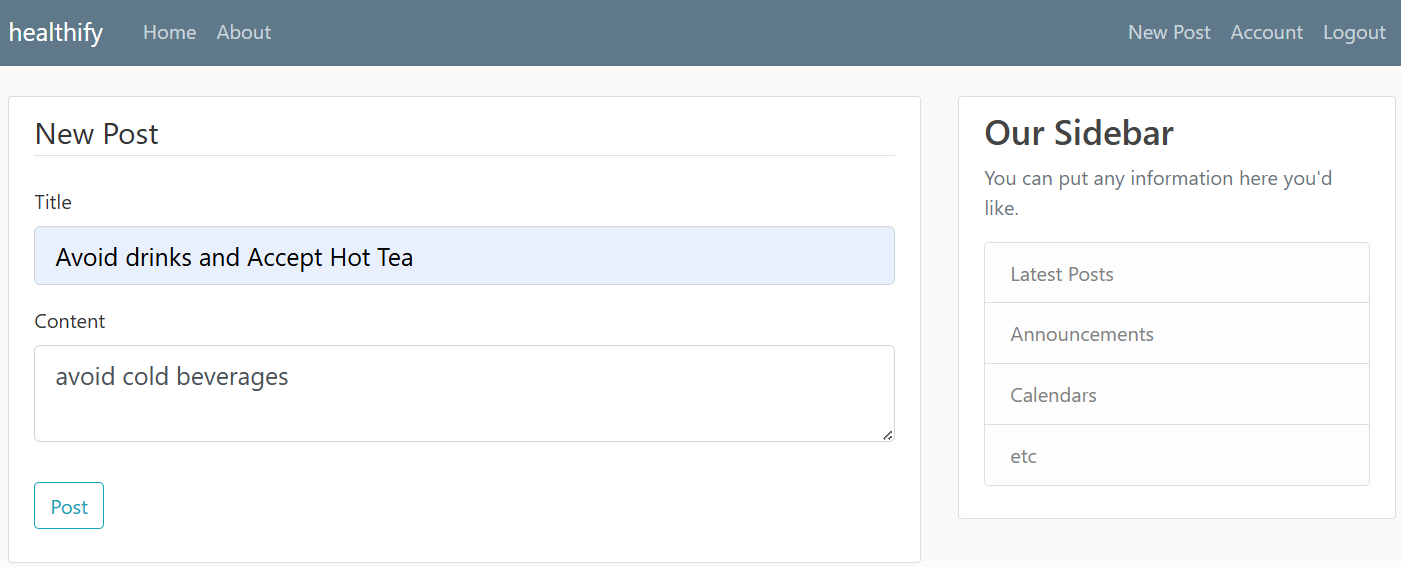 healthify Home About New Post Account Logout
New Post
Title
Avoid drinks and Accept Hot Tea
Content
avoid cold beverages
Post
Our Sidebar
You can put any information here you'd
like.
Latest Posts
Announcements
Calendars
etc